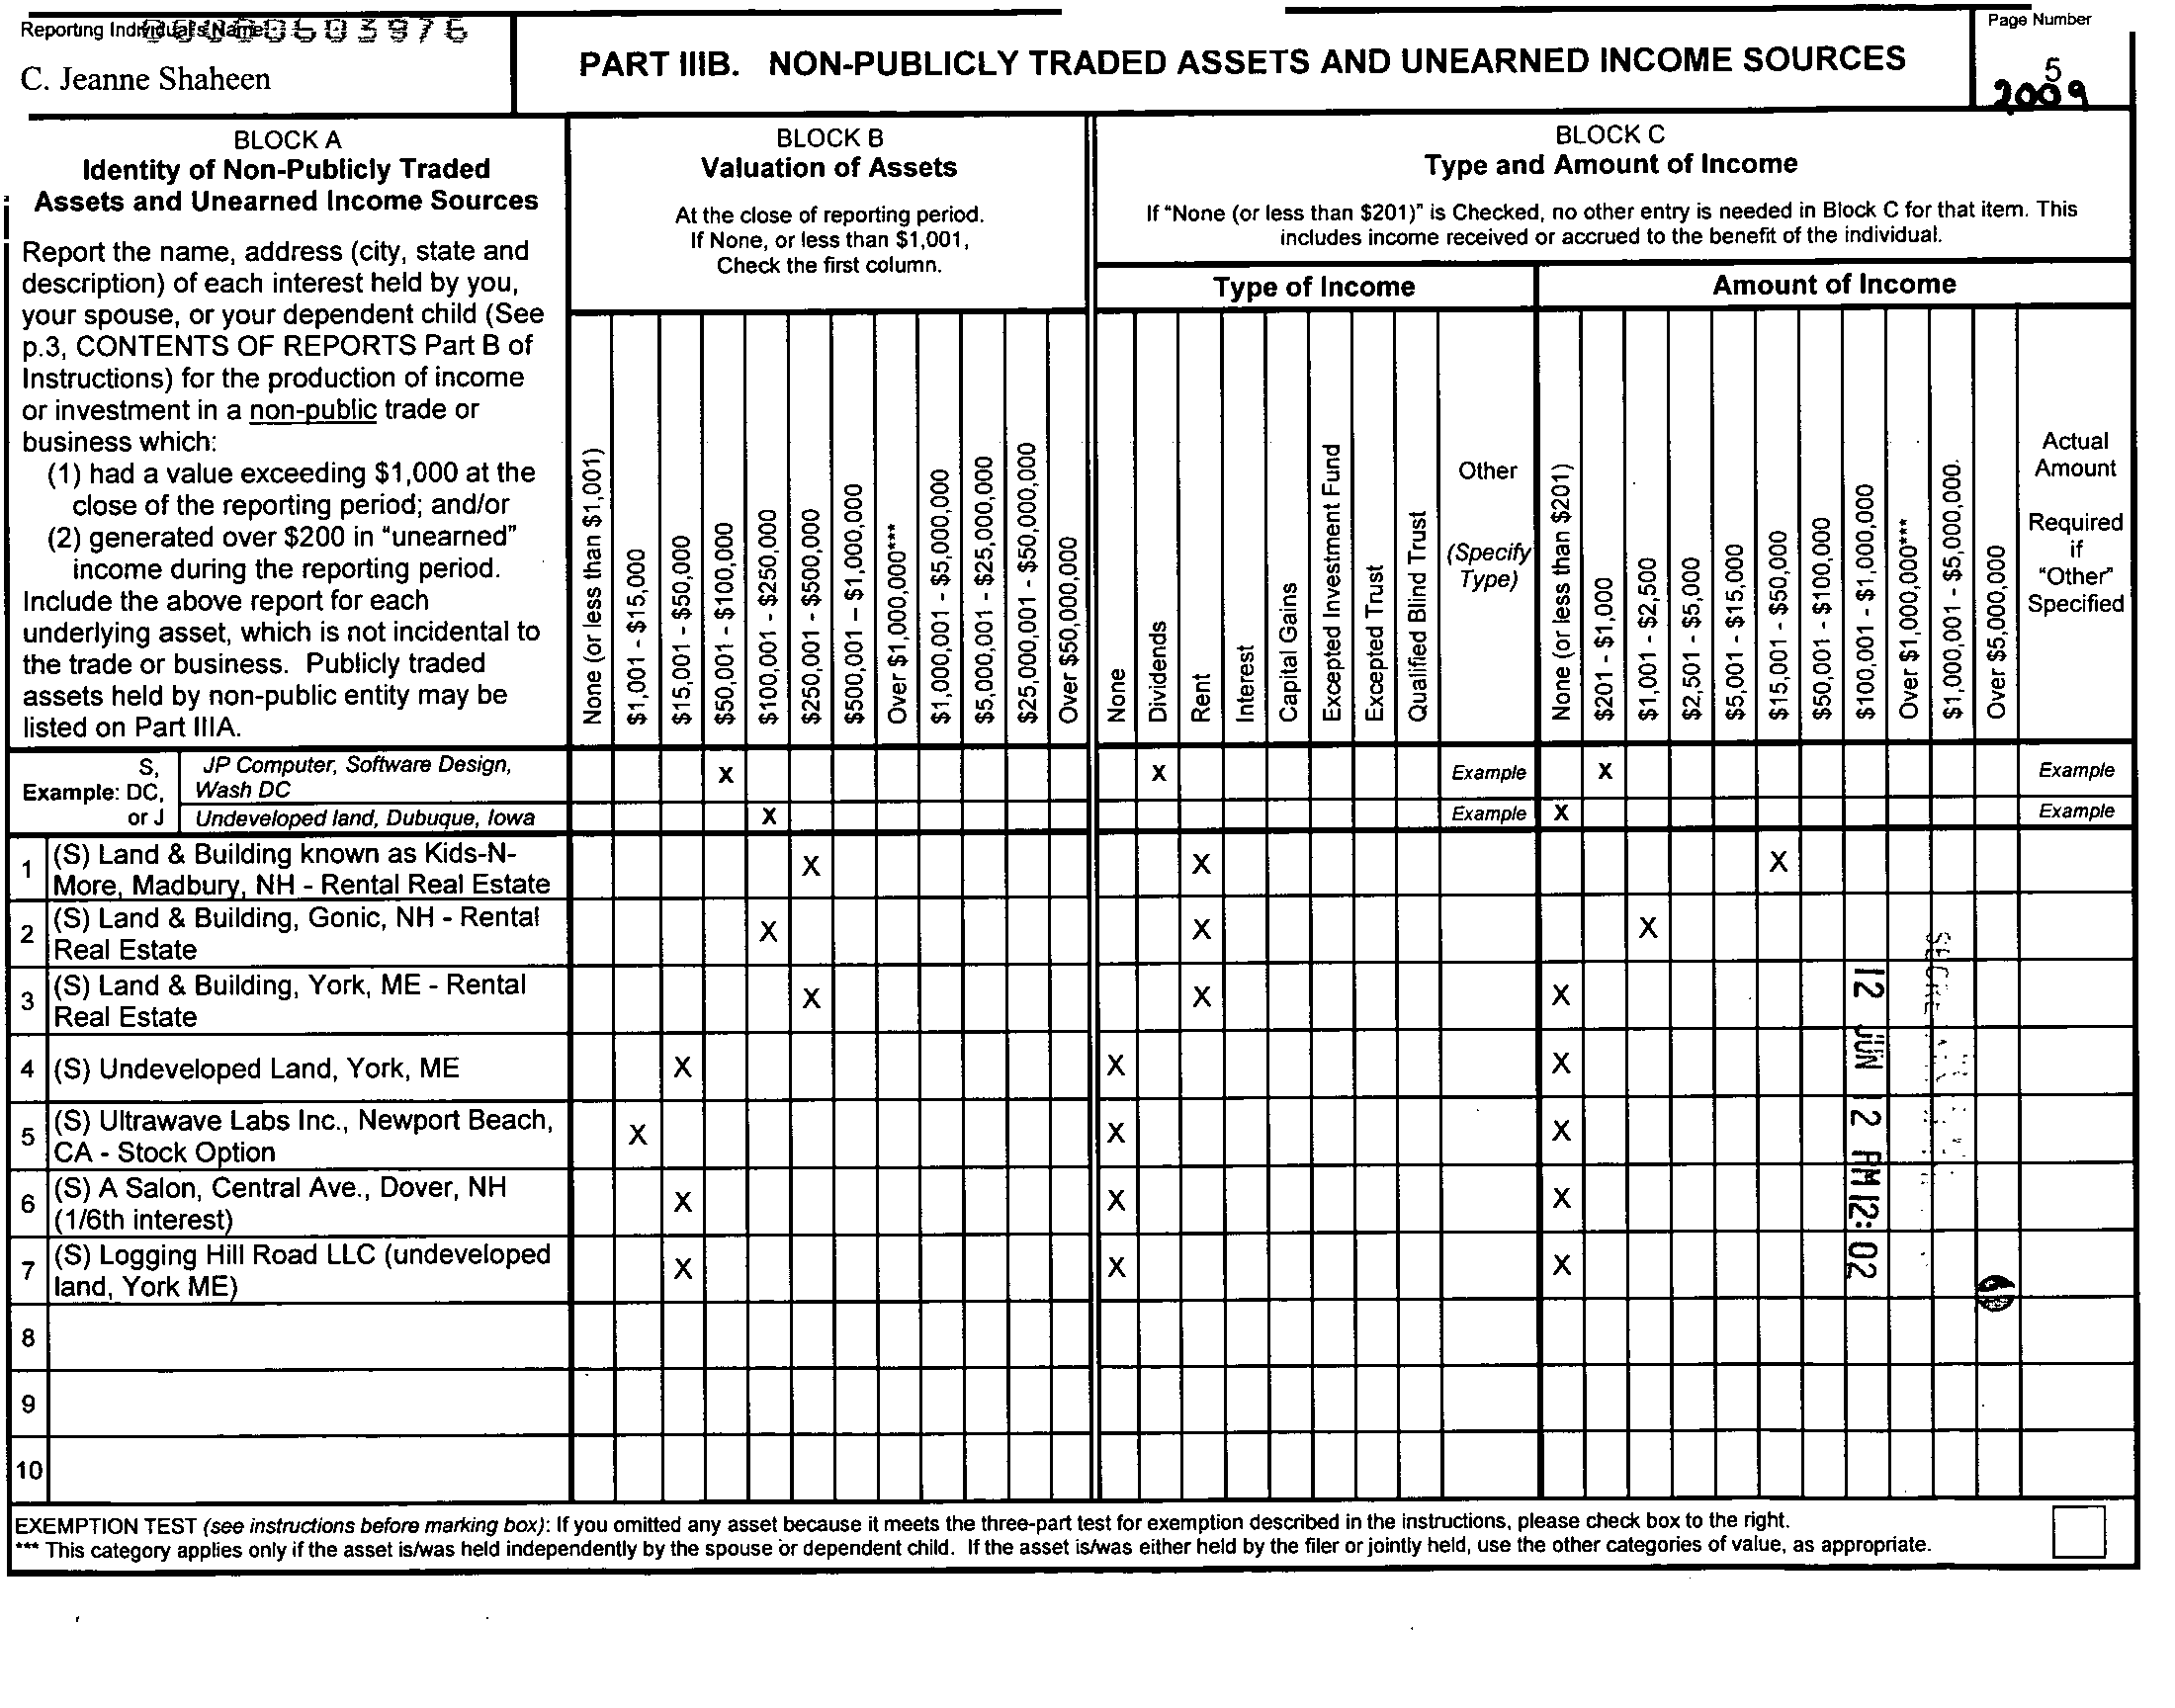 Reporting Individual's Name
C. Jeanne Shaheen
PART IIIB. NON-PUBLICLY TRADED ASSETS AND UNEARNED INCOME SOURCES
Page Number
5
2009
BLOCK A
Identity of Non-Publicly Traded
Assets and Unearned Income Sources
Report the name, address (city, state and
description) of each interest held by you,
your spouse, or your dependent child (See
p.3, CONTENTS OF REPORTS Part B of
Instructions) for the production of income
or investment in a non-public trade or
business which:
(1) had a value exceeding $1,000 at the
close of the reporting period; and/or
(2) generated over $200 in "unearned"
income during the reporting period.
Include the above report for each
underlying asset, which is not incidental to
the trade or business. Publicly traded
assets held by non-public entity may be
listed on Part IIIA.
BLOCK B
Valuation of Assets
At the close of reporting period.
If None, or less than $1,001,
Check the first column.
None (or less than $1,001)
$1,001 - $15,000
$15,001 - $50,000
$50,001 - $100,000
$100,001 - $250,000
$250,001 - $500,000
$500,001 – $1,000,000
Over $1,000,000***
$1,000,001 - $5,000,000
$5,000,001 - $25,000,000
$25,000,001 - $50,000,000
Over $50,000,000
BLOCK C
Type and Amount of Income
If "None (or less than $201)" is Checked, no other entry is needed in Block C for that item. This
includes income received or accrued to the benefit of the individual.
Type of Income
None
Dividends
Rent
Interest
Capital Gains
Excepted Investment Fund
Excepted Trust
Qualified Blind Trust
Other
(Specify
Type)
Amount of Income
None (or less than $201)
$201 - $1,000
$1,001 - $2,500
$2,501 - $5,000
$5,001 - $15,000
$15,001 - $50,000
$50,001 - $100,000
$100,001 - $1,000,000
Over $1,000,000***
$1,000,001 - $5,000,000
Over $5,000,000
Actual
Amount
Required
if
"Other"
Specified
Example: S, DC, or J
JP Computer, Software Design,
Wash DC X X Example X Example
Undeveloped land, Dubuque, Iowa X Example X Example
1 (S) Land & Building known as Kids-N-
More, Madbury, NH - Rental Real Estate X X X
2 (S) Land & Building, Gonic, NH - Rental
Real Estate X X X
3 (S) Land & Building, York, ME - Rental
Real Estate X X X
4 (S) Undeveloped Land, York, ME X X X
5 (S) Ultrawave Labs Inc., Newport Beach,
CA - Stock Option X X X
6 (S) A Salon, Central Ave., Dover, NH
(1/6th interest) X X X
7 (S) Logging Hill Road LLC (undeveloped
land, York ME) X X X
8
9
10
12 JUN 12 PM 12:02
EXEMPTION TEST (see instructions before marking box): If you omitted any asset because it meets the three-part test for exemption described in the instructions, please check box to the right.
*** This category applies only if the asset is/was held independently by the spouse or dependent child. If the asset is/was either held by the filer or jointly held, use the other categories of value, as appropriate.